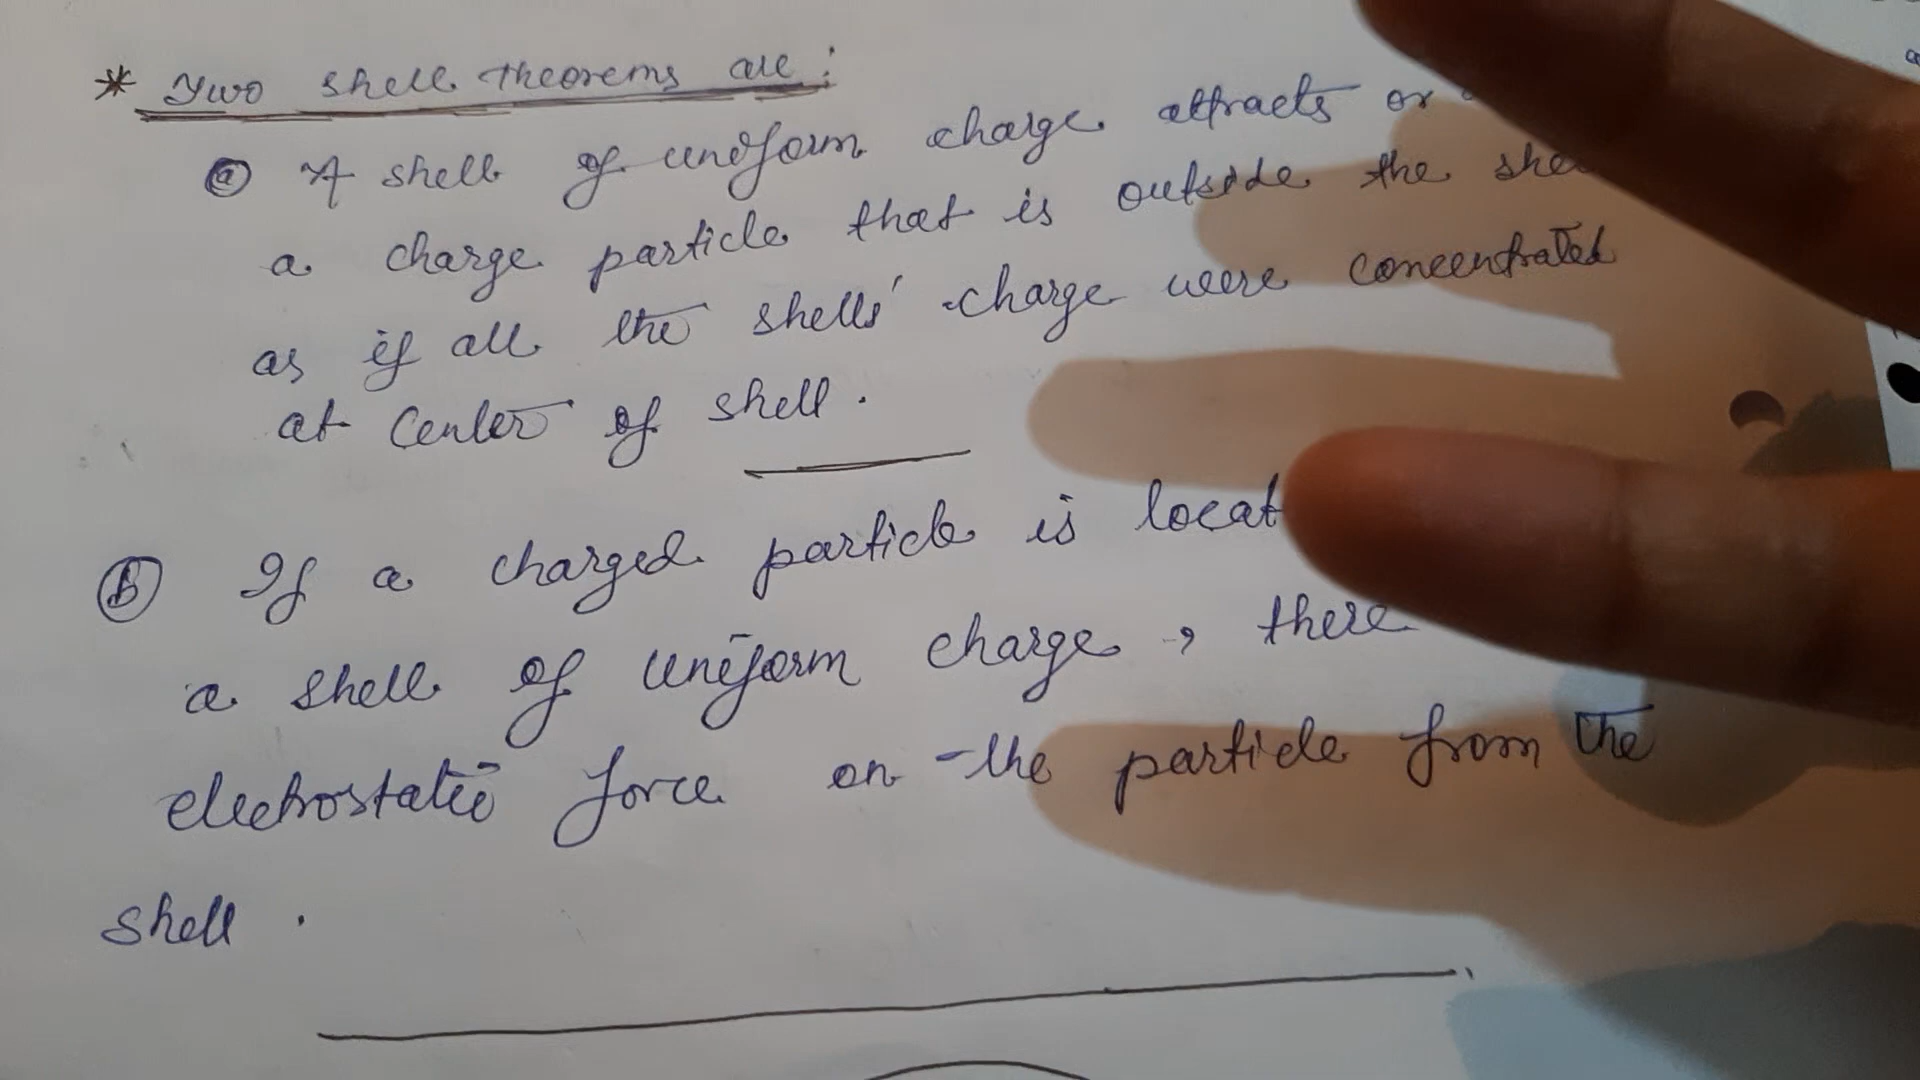 * Two shell theorems are :
ⓐ A shell of uniform charge attracts or
a charge particle that is outside the
as if all the shells' charge were concentrated
at center of shell .
ⓑ If a charged particle is
a shell of uniform charge , there
electrostatic force on the particle from the
shell .